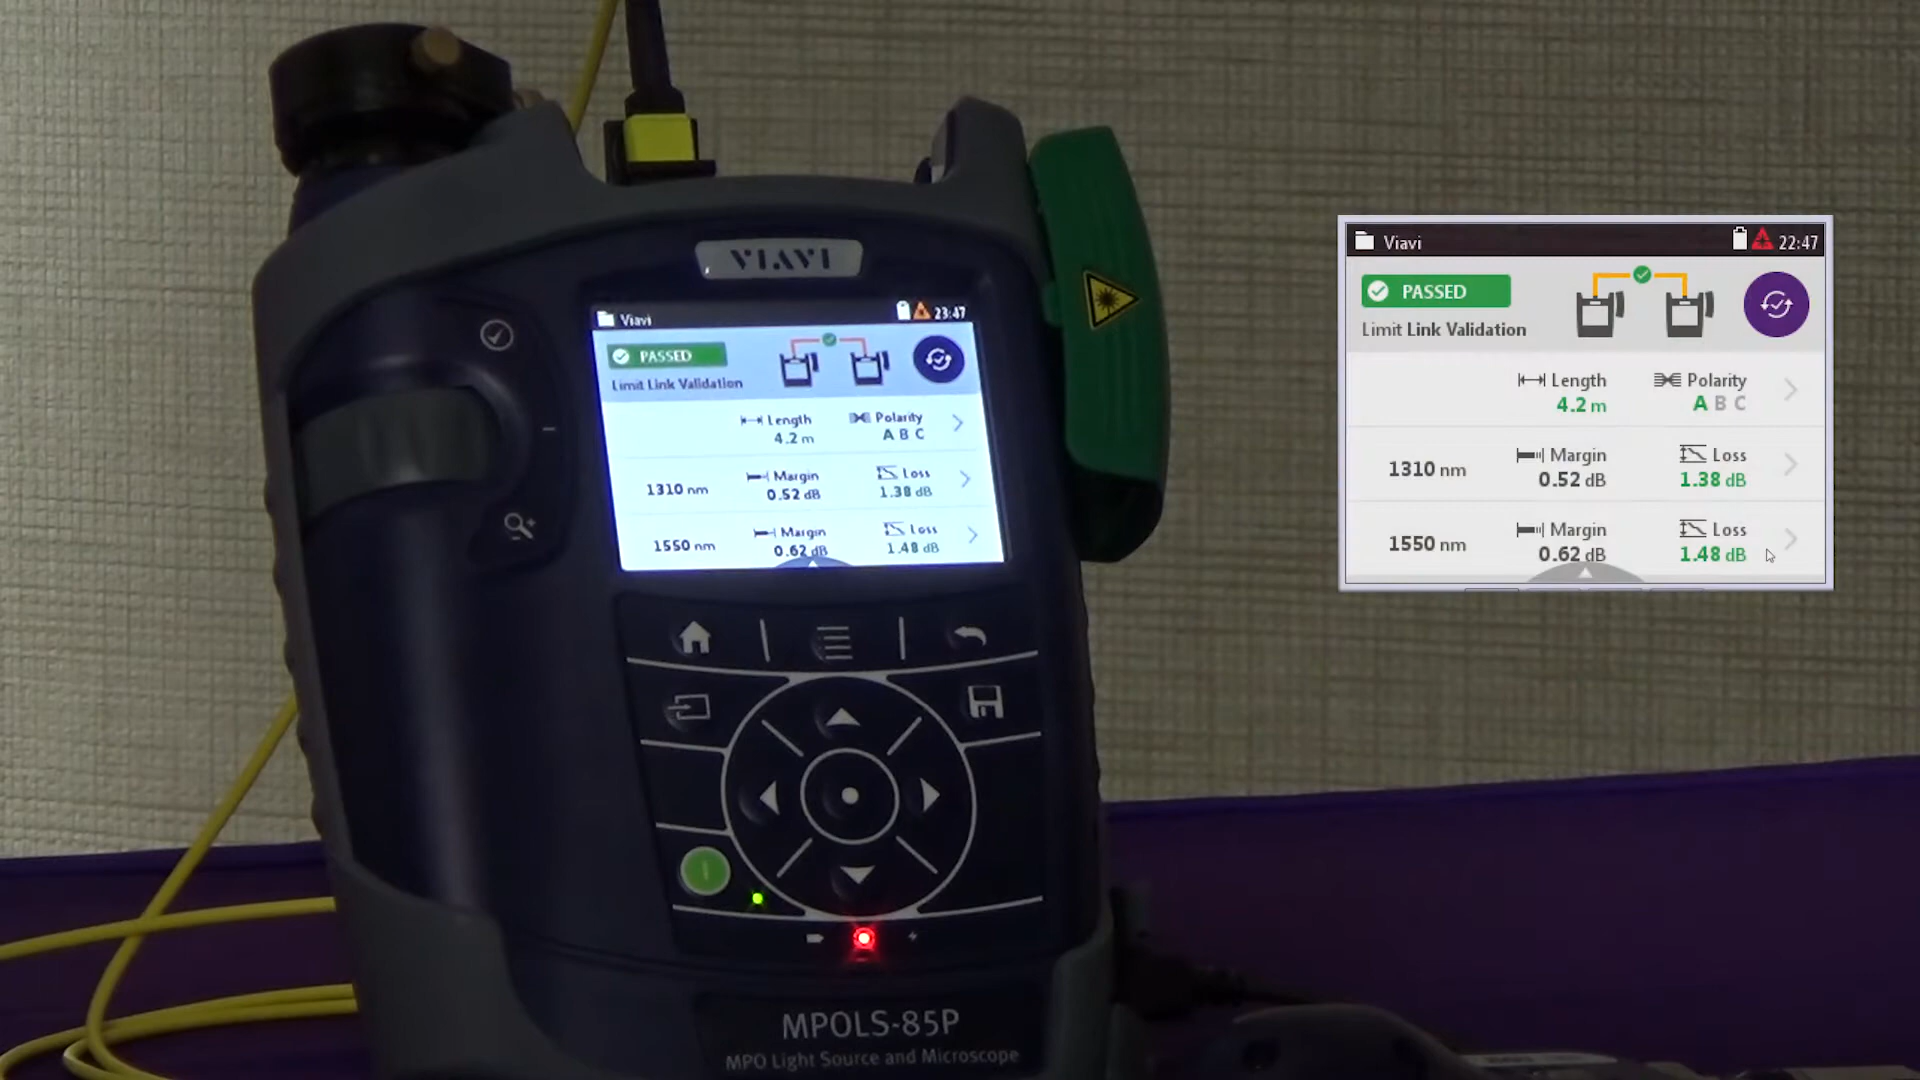 VIAVI
Viavi 23:47
PASSED
Limit Link Validation
Length Polarity
4.2 m A B C
1310 nm Margin Loss
0.52 dB 1.38 dB
1550 nm Margin Loss
0.62 dB 1.48 dB
MPOLS-85P
MPO Light Source and Microscope
Viavi 22:47
PASSED
Limit Link Validation
Length Polarity
4.2 m A B C
1310 nm Margin Loss
0.52 dB 1.38 dB
1550 nm Margin Loss
0.62 dB 1.48 dB